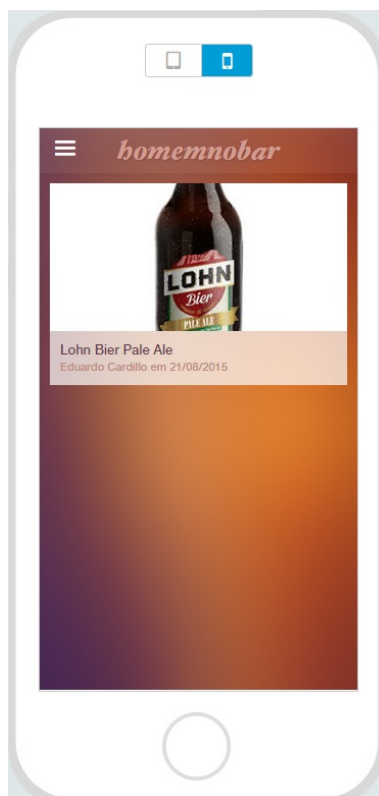 homemnobar
LOHN
Bier
PALE ALE
Lohn Bier Pale Ale
Eduardo Cardillo em 21/08/2015